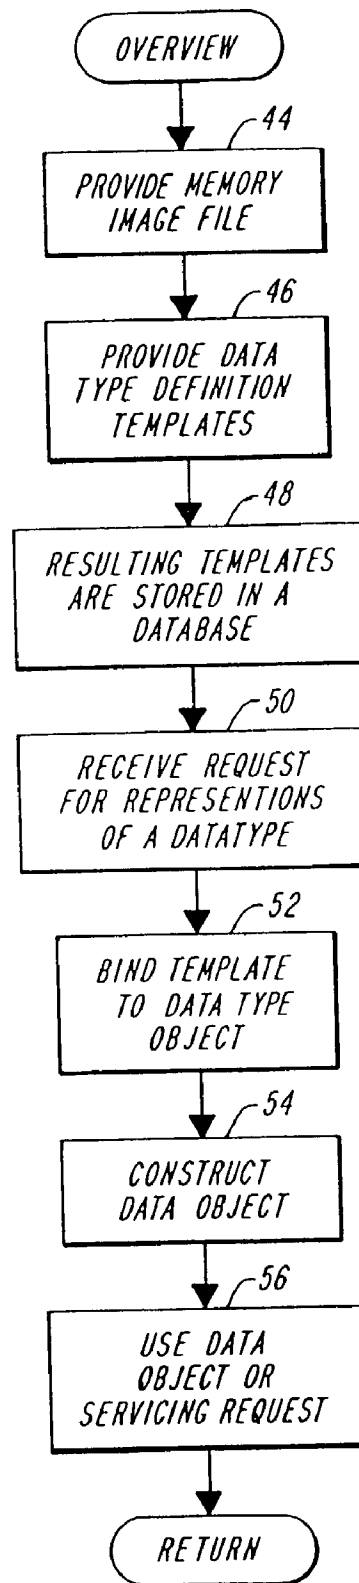 OVERVIEW
44
PROVIDE MEMORY
IMAGE FILE
46
PROVIDE DATA
TYPE DEFINITION
TEMPLATES
48
RESULTING TEMPLATES
ARE STORED IN A
DATABASE
50
RECEIVE REQUEST
FOR REPRESENTIONS
OF A DATATYPE
52
BIND TEMPLATE
TO DATA TYPE
OBJECT
54
CONSTRUCT
DATA OBJECT
56
USE DATA
OBJECT OR
SERVICING REQUEST
RETURN